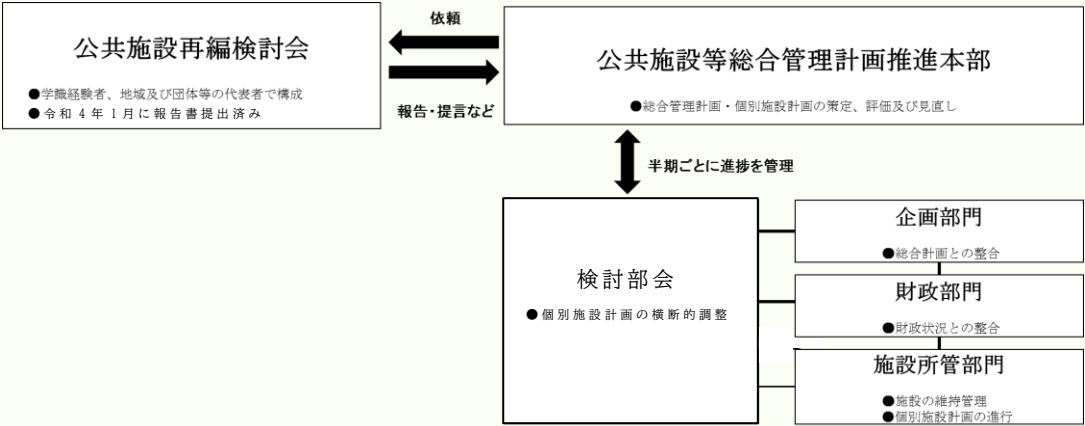 公共施設再編検討会
●学識経験者、地域及び団体等の代表者で構成
●令和4年1月に報告書提出済み
依頼
報告・提言など
公共施設等総合管理計画推進本部
●総合管理計画・個別施設計画の策定、評価及び見直し
半期ごとに進捗を管理
検討部会
●個別施設計画の横断的調整
企画部門
●総合計画との整合
財政部門
●財政状況との整合
施設所管部門
●施設の維持管理
●個別施設計画の進行